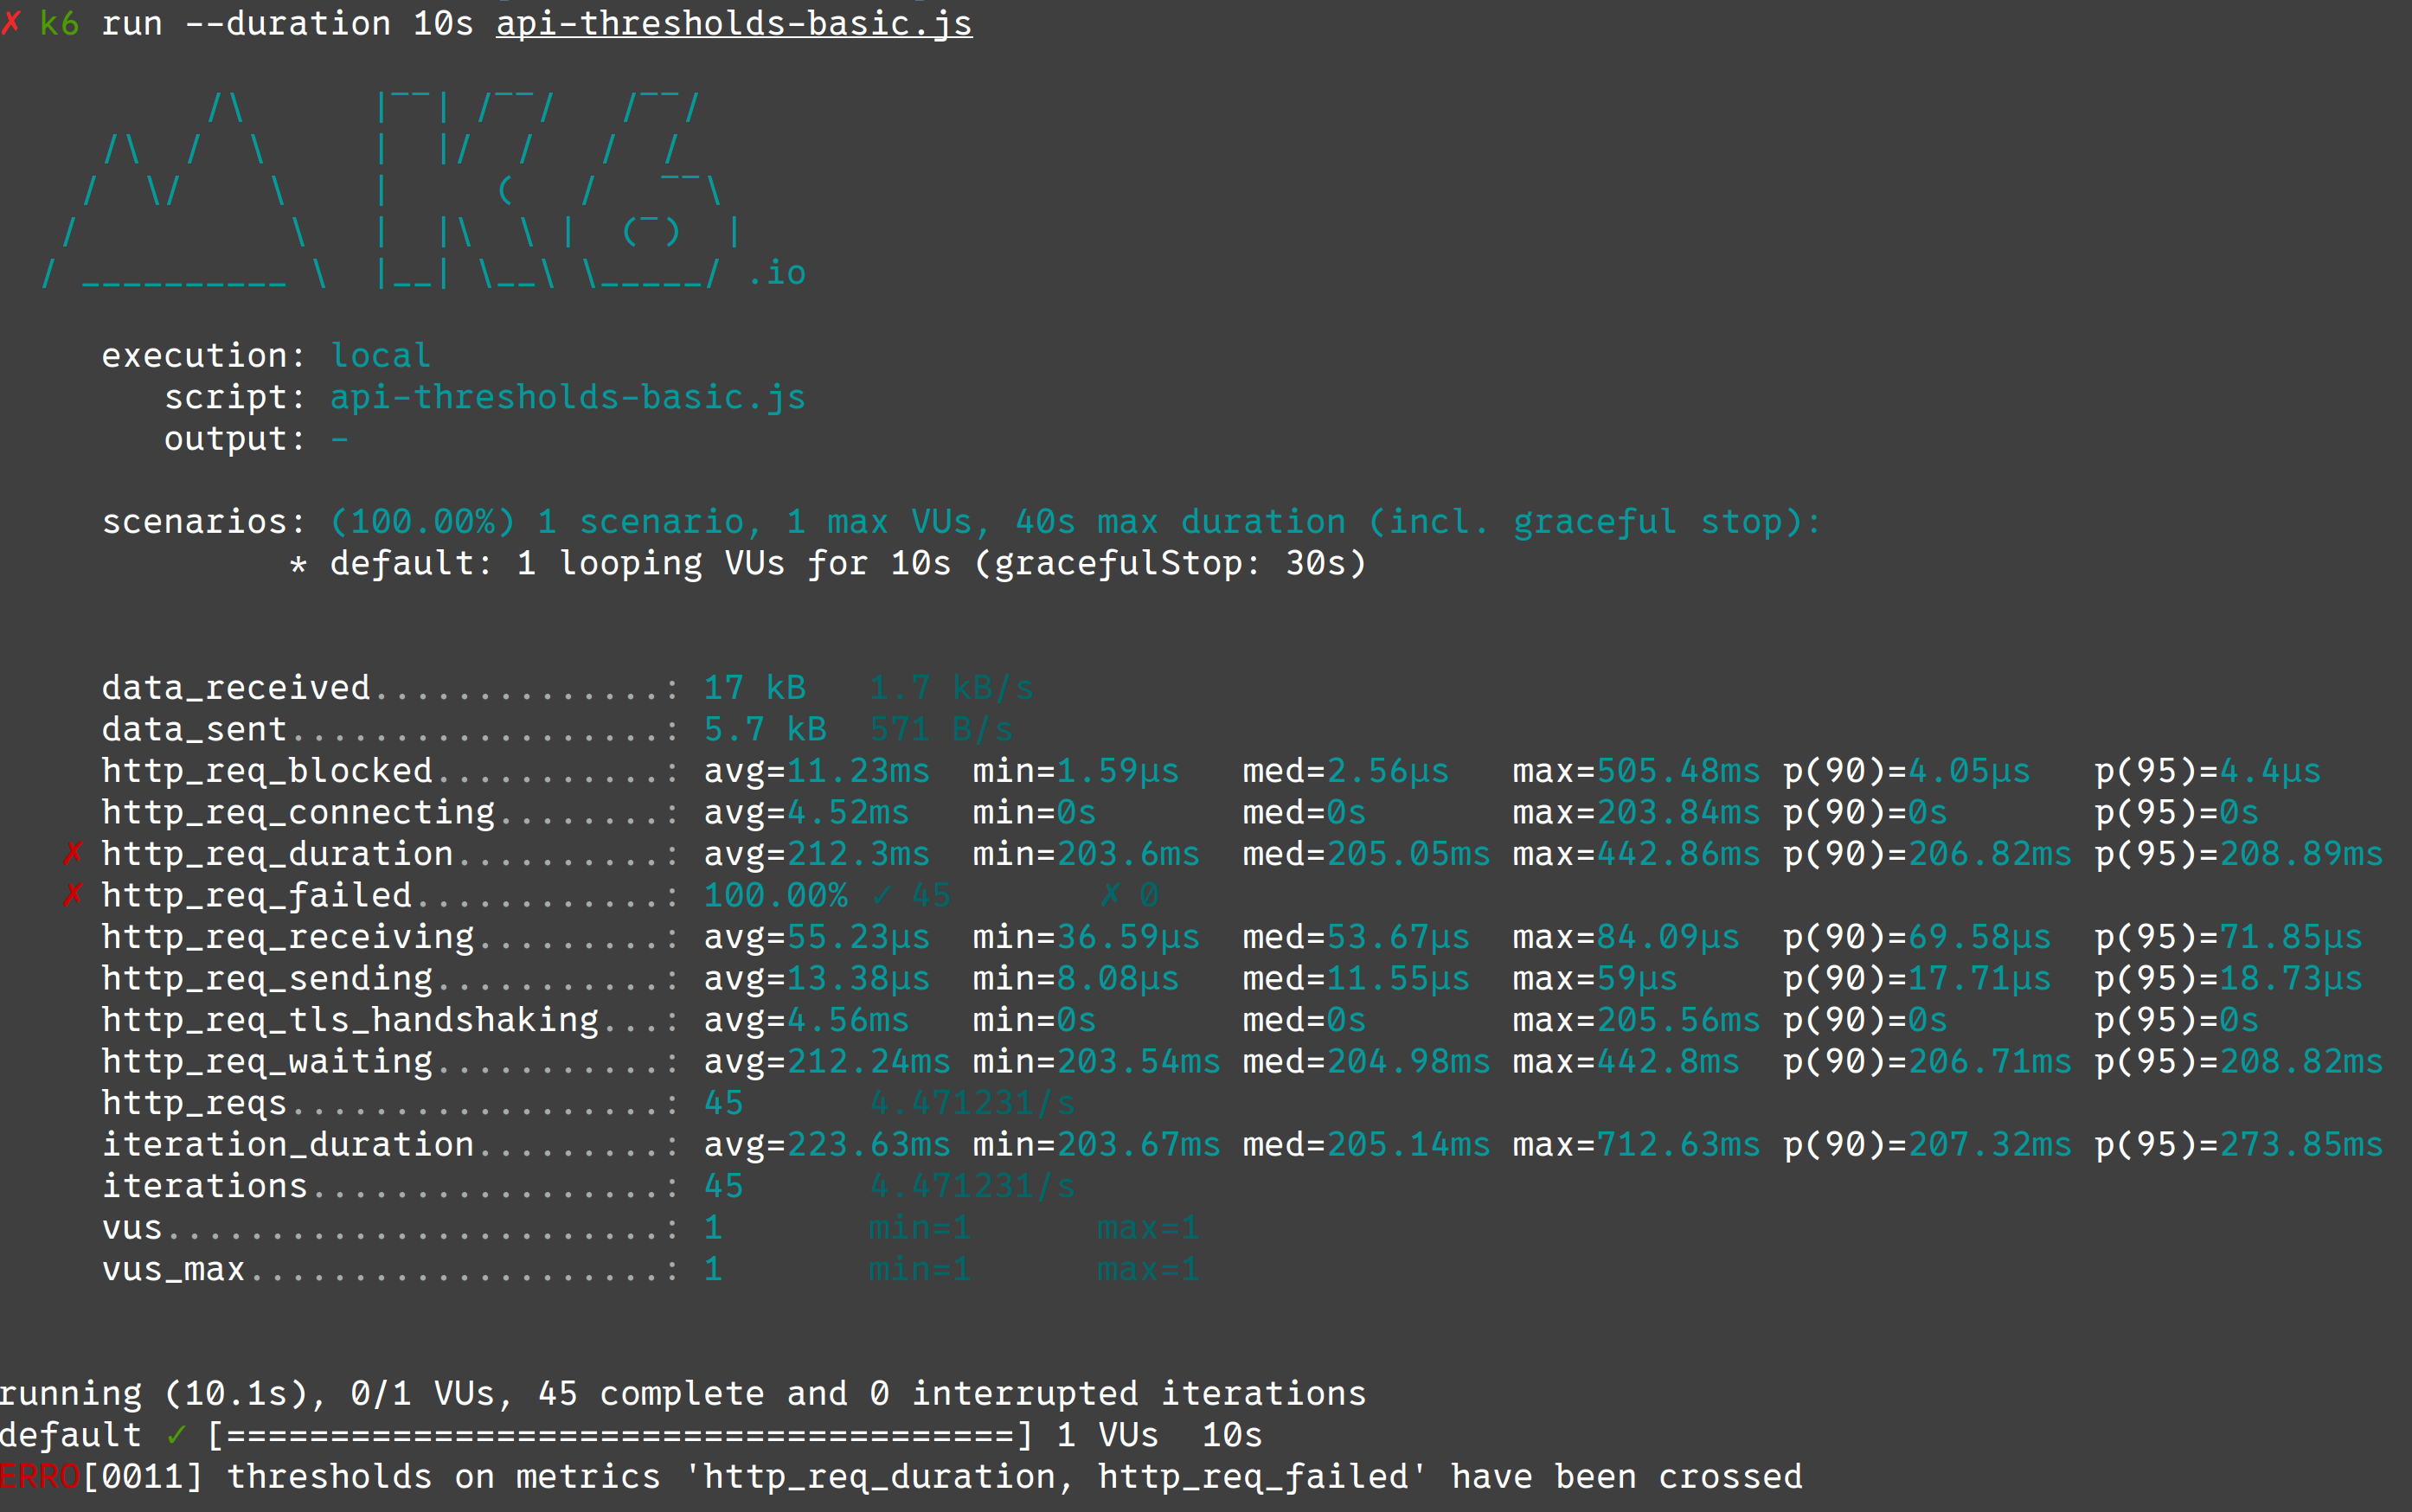 ✗ k6 run --duration 10s api-thresholds-basic.js
          /\      |‾‾| /‾‾/   /‾‾/
     /\  /  \     |  |/  /   /  /
    /  \/    \    |     (   /   ‾‾\
   /          \   |  |\  \ |  (‾)  |
  / __________ \  |__| \__\ \_____/ .io
     execution: local
        script: api-thresholds-basic.js
        output: -
     scenarios: (100.00%) 1 scenario, 1 max VUs, 40s max duration (incl. graceful stop):
              * default: 1 looping VUs for 10s (gracefulStop: 30s)
     data_received..............: 17 kB   1.7 kB/s
     data_sent..................: 5.7 kB  571 B/s
     http_req_blocked...........: avg=11.23ms  min=1.59µs   med=2.56µs   max=505.48ms p(90)=4.05µs   p(95)=4.4µs
     http_req_connecting........: avg=4.52ms   min=0s       med=0s       max=203.84ms p(90)=0s       p(95)=0s
   ✗ http_req_duration..........: avg=212.3ms  min=203.6ms  med=205.05ms max=442.86ms p(90)=206.82ms p(95)=208.89ms
   ✗ http_req_failed............: 100.00% ✓ 45       ✗ 0
     http_req_receiving.........: avg=55.23µs  min=36.59µs  med=53.67µs  max=84.09µs  p(90)=69.58µs  p(95)=71.85µs
     http_req_sending...........: avg=13.38µs  min=8.08µs   med=11.55µs  max=59µs     p(90)=17.71µs  p(95)=18.73µs
     http_req_tls_handshaking...: avg=4.56ms   min=0s       med=0s       max=205.56ms p(90)=0s       p(95)=0s
     http_req_waiting...........: avg=212.24ms min=203.54ms med=204.98ms max=442.8ms  p(90)=206.71ms p(95)=208.82ms
     http_reqs..................: 45      4.471231/s
     iteration_duration.........: avg=223.63ms min=203.67ms med=205.14ms max=712.63ms p(90)=207.32ms p(95)=273.85ms
     iterations.................: 45      4.471231/s
     vus........................: 1       min=1      max=1
     vus_max....................: 1       min=1      max=1
running (10.1s), 0/1 VUs, 45 complete and 0 interrupted iterations
default ✓ [======================================] 1 VUs  10s
ERRO[0011] thresholds on metrics 'http_req_duration, http_req_failed' have been crossed